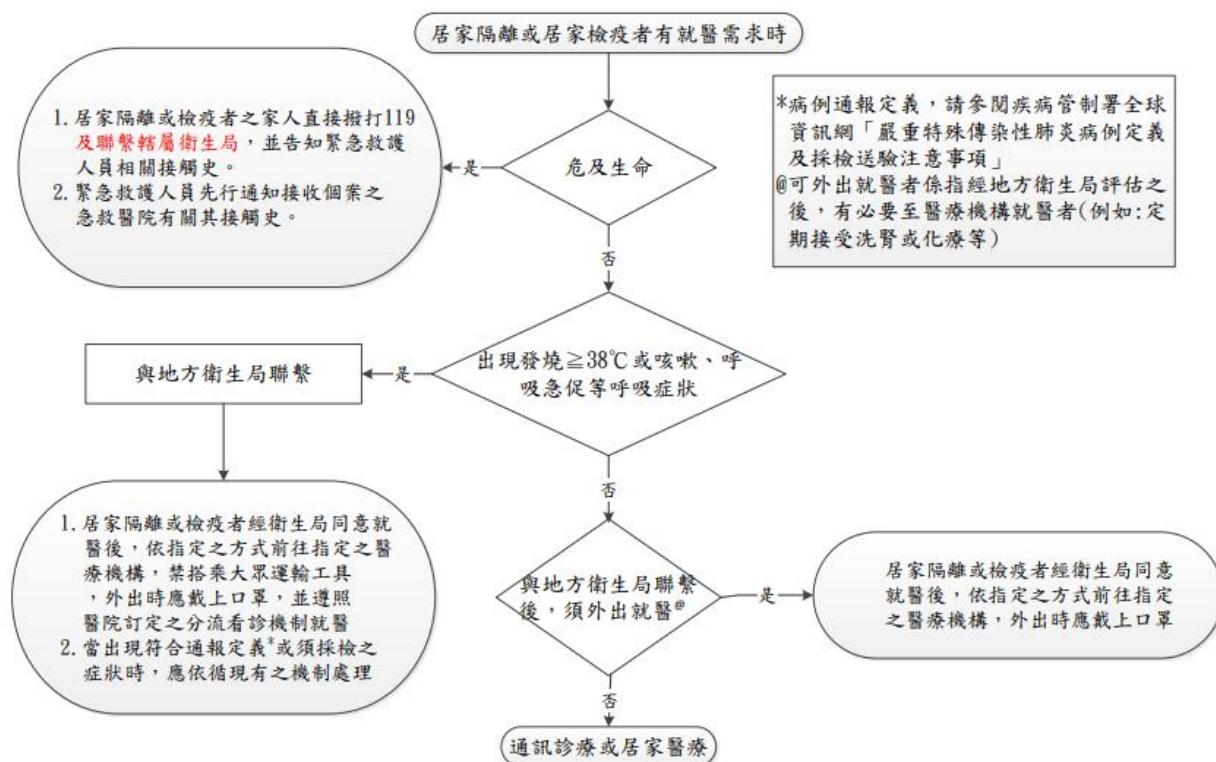 居家隔離或居家檢疫者有就醫需求時
1. 居家隔離或檢疫者之家人直接撥打119
及聯繫轄屬衛生局，並告知緊急救護
人員相關接觸史。
2. 緊急救護人員先行通知接收個案之
急救醫院有關其接觸史。
是
危及生命
*病例通報定義，請參閱疾病管制署全球
資訊網「嚴重特殊傳染性肺炎病例定義
及採檢送驗注意事項」
@可外出就醫者係指經地方衛生局評估之
後，有必要至醫療機構就醫者(例如:定
期接受洗腎或化療等)
否
與地方衛生局聯繫
是
出現發燒≧38℃或咳嗽、呼
吸急促等呼吸症狀
否
1. 居家隔離或檢疫者經衛生局同意就
醫後，依指定之方式前往指定之醫
療機構，禁搭乘大眾運輸工具
，外出時應戴上口罩，並遵照
醫院訂定之分流看診機制就醫
2. 當出現符合通報定義*或須採檢之
症狀時，應依循現有之機制處理
與地方衛生局聯繫
後，須外出就醫@
是
居家隔離或檢疫者經衛生局同意
就醫後，依指定之方式前往指定
之醫療機構，外出時應戴上口罩
否
通訊診療或居家醫療